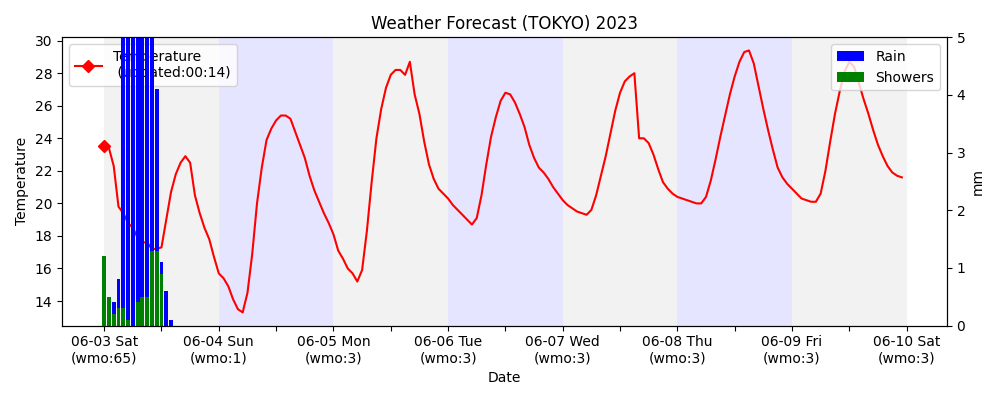 Weather Forecast (TOKYO) 2023
Temperature
(updated:00:14)
Rain
Showers
30
28
26
24
22
20
18
16
14
Temperature
5
4
3
2
1
0
mm
06-03 Sat 06-04 Sun 06-05 Mon 06-06 Tue 06-07 Wed 06-08 Thu 06-09 Fri 06-10 Sat
(wmo:65) (wmo:1) (wmo:3) (wmo:3) (wmo:3) (wmo:3) (wmo:3) (wmo:3)
Date